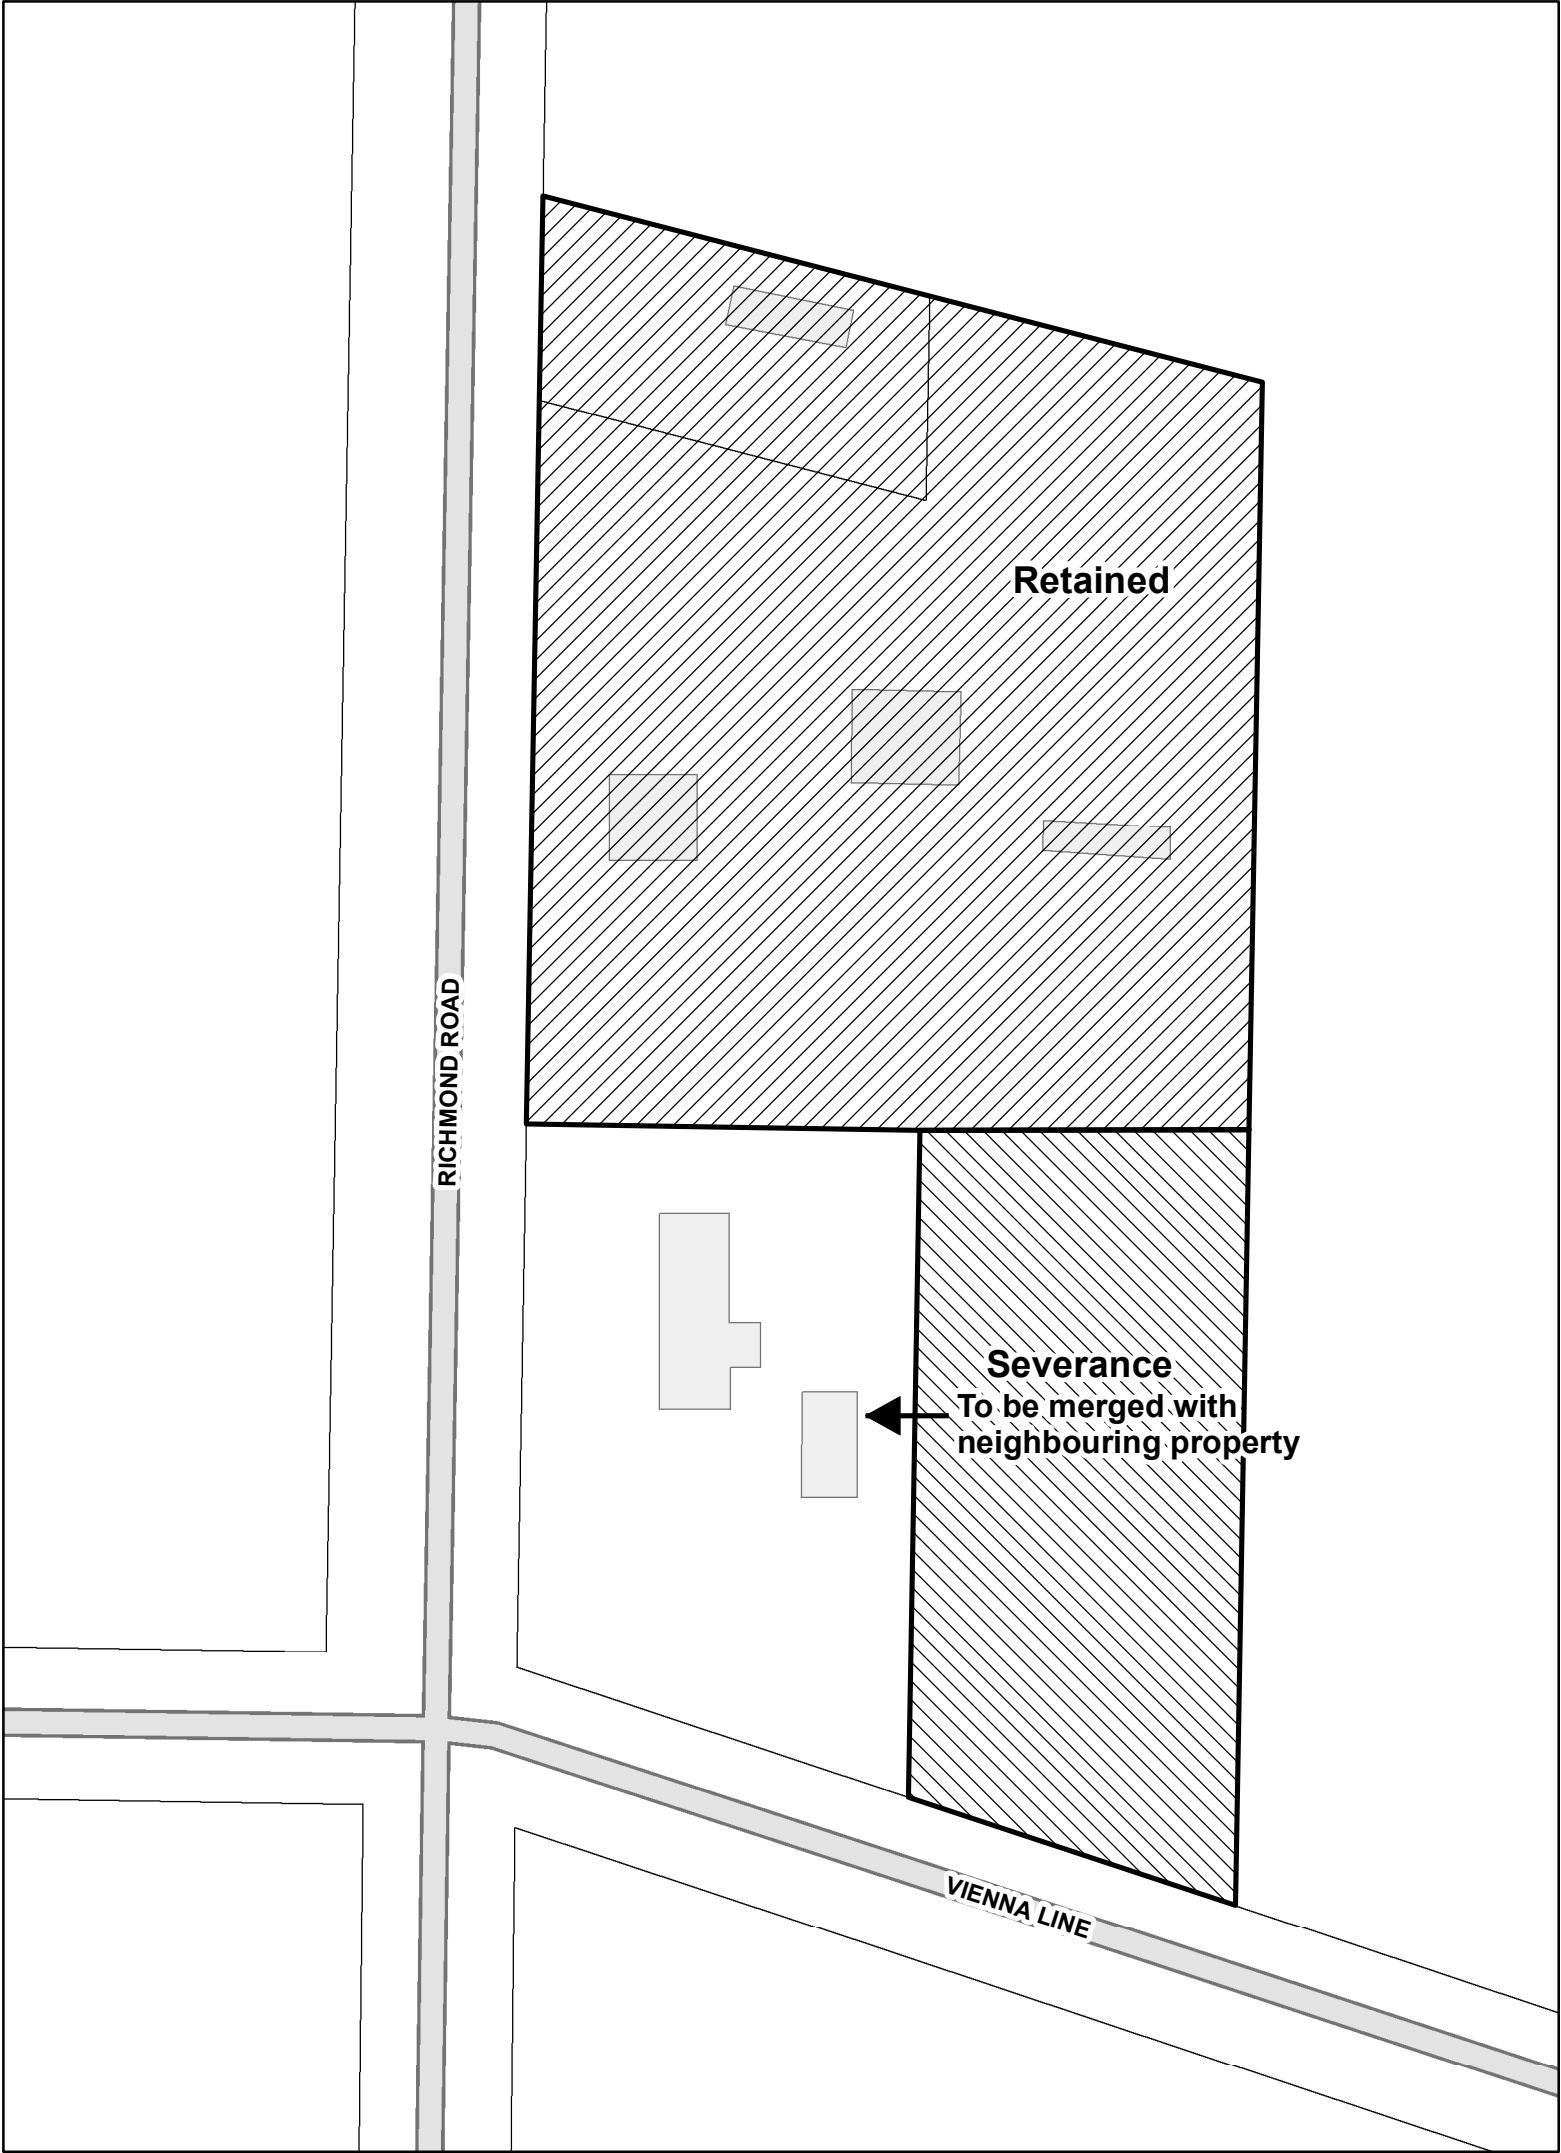 Retained
RICHMOND ROAD
Severance
To be merged with
neighbouring property
VIENNA LINE